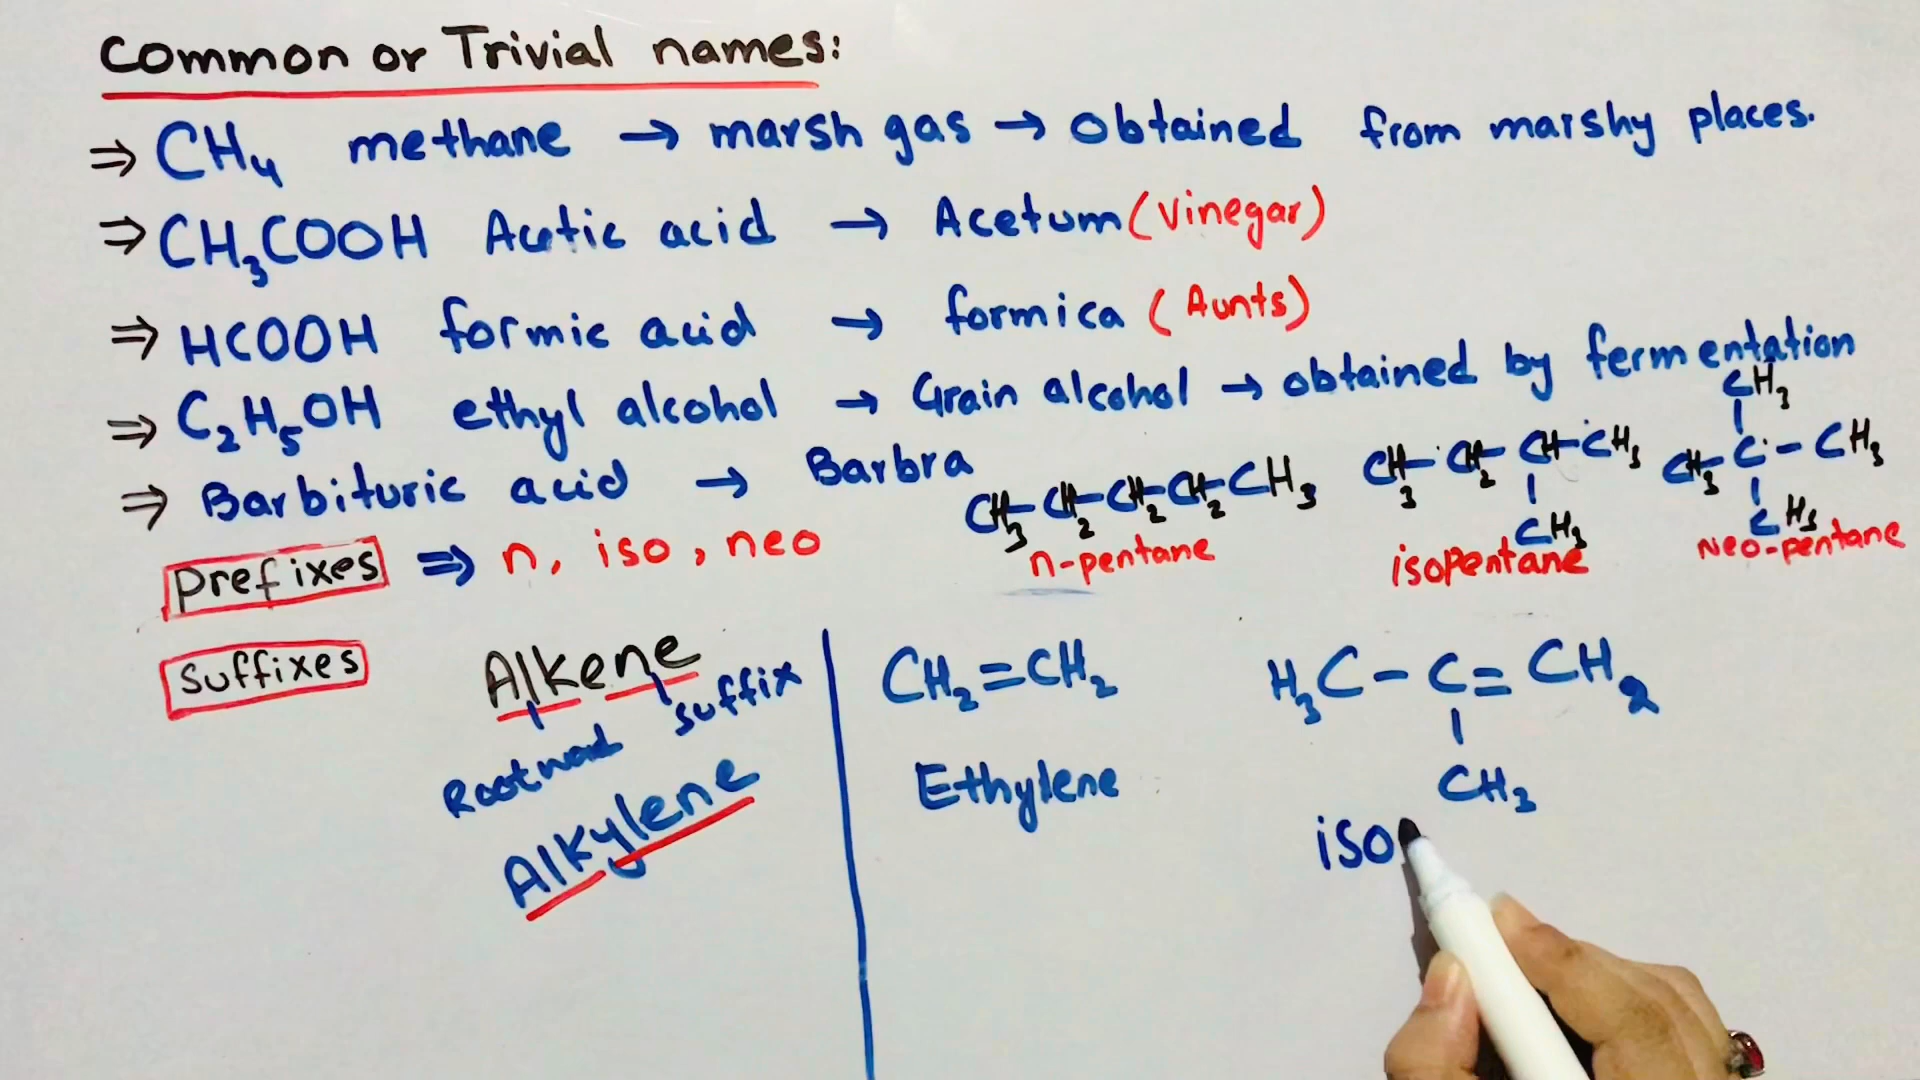 Common or Trivial names:
⇒ CH4 methane → marsh gas → obtained from marshy places.
⇒ CH3COOH Acetic acid → Acetum (Vinegar)
⇒ HCOOH formic acid → formica (Aunts)
⇒ C2H5OH ethyl alcohol → Grain alcohol → obtained by fermentation
⇒ Barbituric acid → Barbra
CH3-CH2-CH2-CH2-CH3
n-pentane
CH3-CH2-CH-CH3
CH3
isopentane
CH3
CH3-C-CH3
CH3
Neo-pentane
Prefixes ⇒ n, iso, neo
Suffixes
Alkene
Rootword suffix
Alkylene
CH2=CH2
Ethylene
H3C-C=CH2
CH3
iso